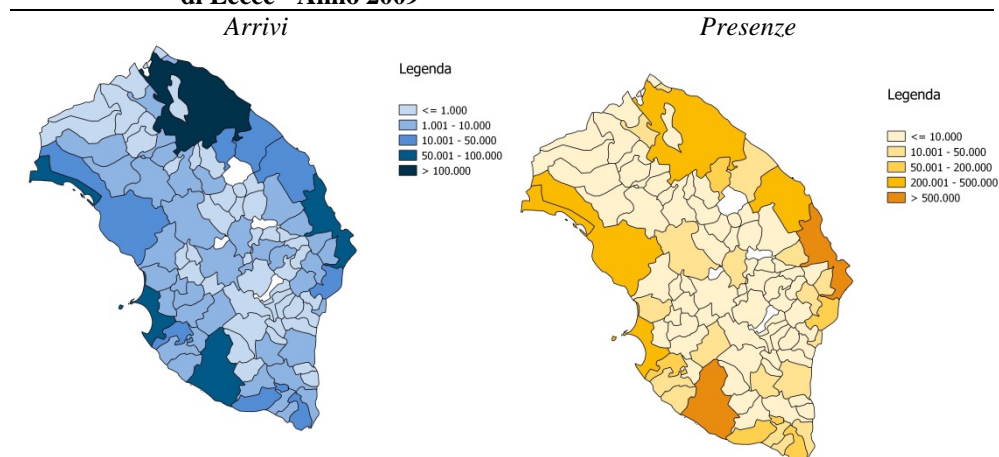 di Lecce - Anno 2009
Arrivi
Presenze
Legenda
<= 1.000
1.001 - 10.000
10.001 - 50.000
50.001 - 100.000
> 100.000
Legenda
<= 10.000
10.001 - 50.000
50.001 - 200.000
200.001 - 500.000
> 500.000